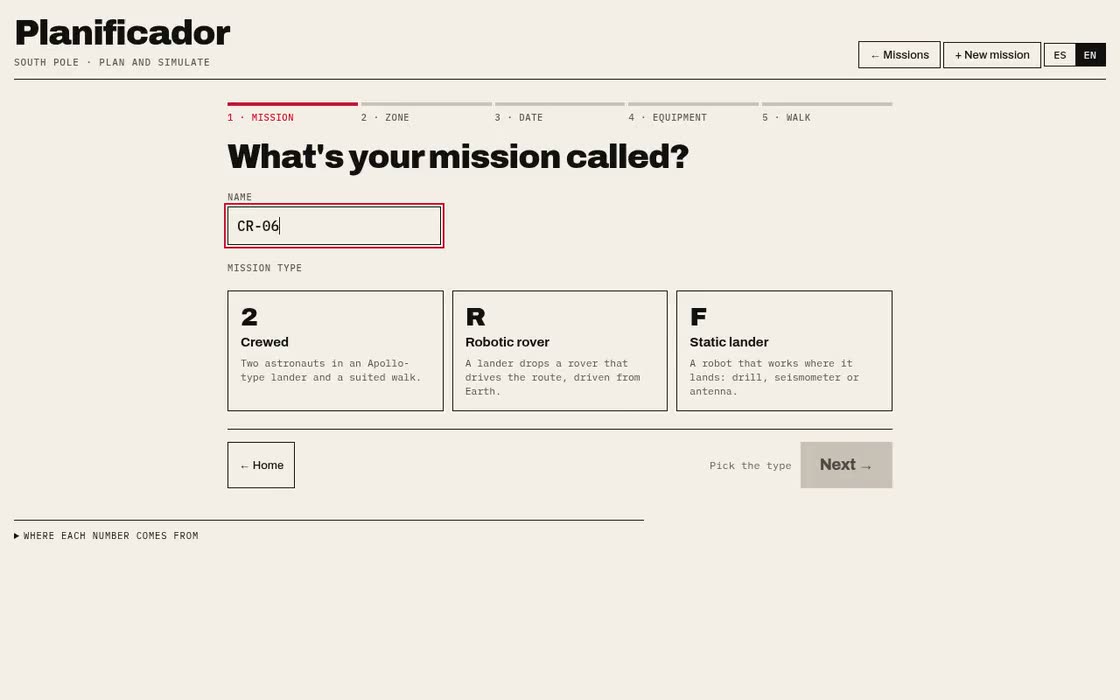 Planificador
SOUTH POLE · PLAN AND SIMULATE
← Missions
+ New mission
ES
EN
1 · MISSION
2 · ZONE
3 · DATE
4 · EQUIPMENT
5 · WALK
What's your mission called?
NAME
CR-06
MISSION TYPE
2
Crewed
Two astronauts in an Apollo-
type lander and a suited walk.
R
Robotic rover
A lander drops a rover that
drives the route, driven from
Earth.
F
Static lander
A robot that works where it
lands: drill, seismometer or
antenna.
← Home
Pick the type
Next →
▶ WHERE EACH NUMBER COMES FROM